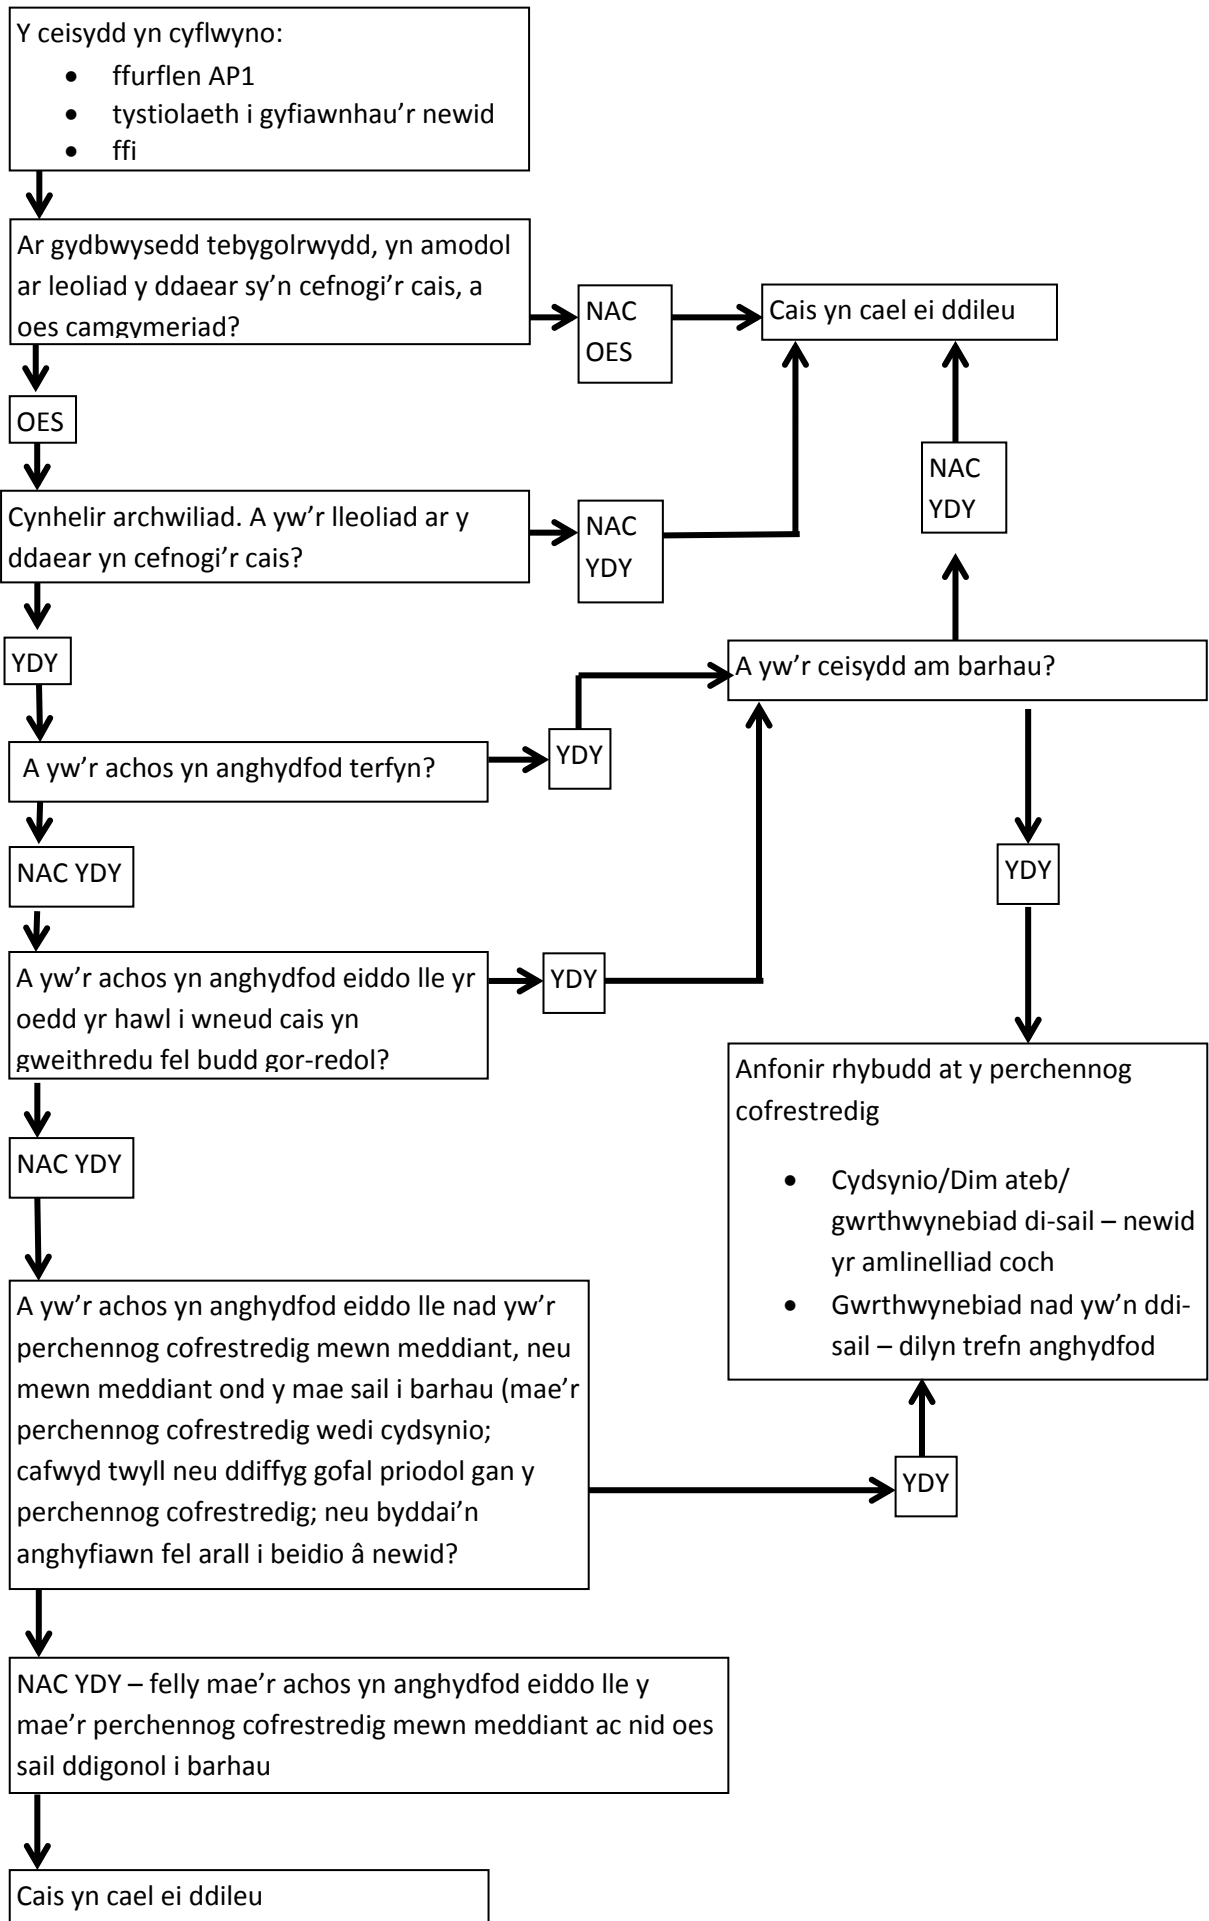 Y ceisydd yn cyflwyno:
• ffurflen AP1
• tystiolaeth i gyfiawnhau’r newid
• ffi
Ar gydbwysedd tebygolrwydd, yn amodol
ar leoliad y ddaear sy’n cefnogi’r cais, a
oes camgymeriad?
NAC
OES
Cais yn cael ei ddileu
OES
NAC
YDY
Cynhelir archwiliad. A yw’r lleoliad ar y
ddaear yn cefnogi’r cais?
NAC
YDY
YDY
A yw’r ceisydd am barhau?
A yw’r achos yn anghydfod terfyn?
YDY
NAC YDY
YDY
A yw’r achos yn anghydfod eiddo lle yr
oedd yr hawl i wneud cais yn
gweithredu fel budd gor-redol?
YDY
NAC YDY
Anfonir rhybudd at y perchennog
cofrestredig
• Cydsynio/Dim ateb/
gwrthwynebiad di-sail – newid
yr amlinelliad coch
• Gwrthwynebiad nad yw’n ddi-
sail – dilyn trefn anghydfod
A yw’r achos yn anghydfod eiddo lle nad yw’r
perchennog cofrestredig mewn meddiant, neu
mewn meddiant ond y mae sail i barhau (mae’r
perchennog cofrestredig wedi cydsynio;
cafwyd twyll neu ddiffyg gofal priodol gan y
perchennog cofrestredig; neu byddai’n
anghyfiawn fel arall i beidio â newid?
YDY
NAC YDY – felly mae’r achos yn anghydfod eiddo lle y
mae’r perchennog cofrestredig mewn meddiant ac nid oes
sail ddigonol i barhau
Cais yn cael ei ddileu